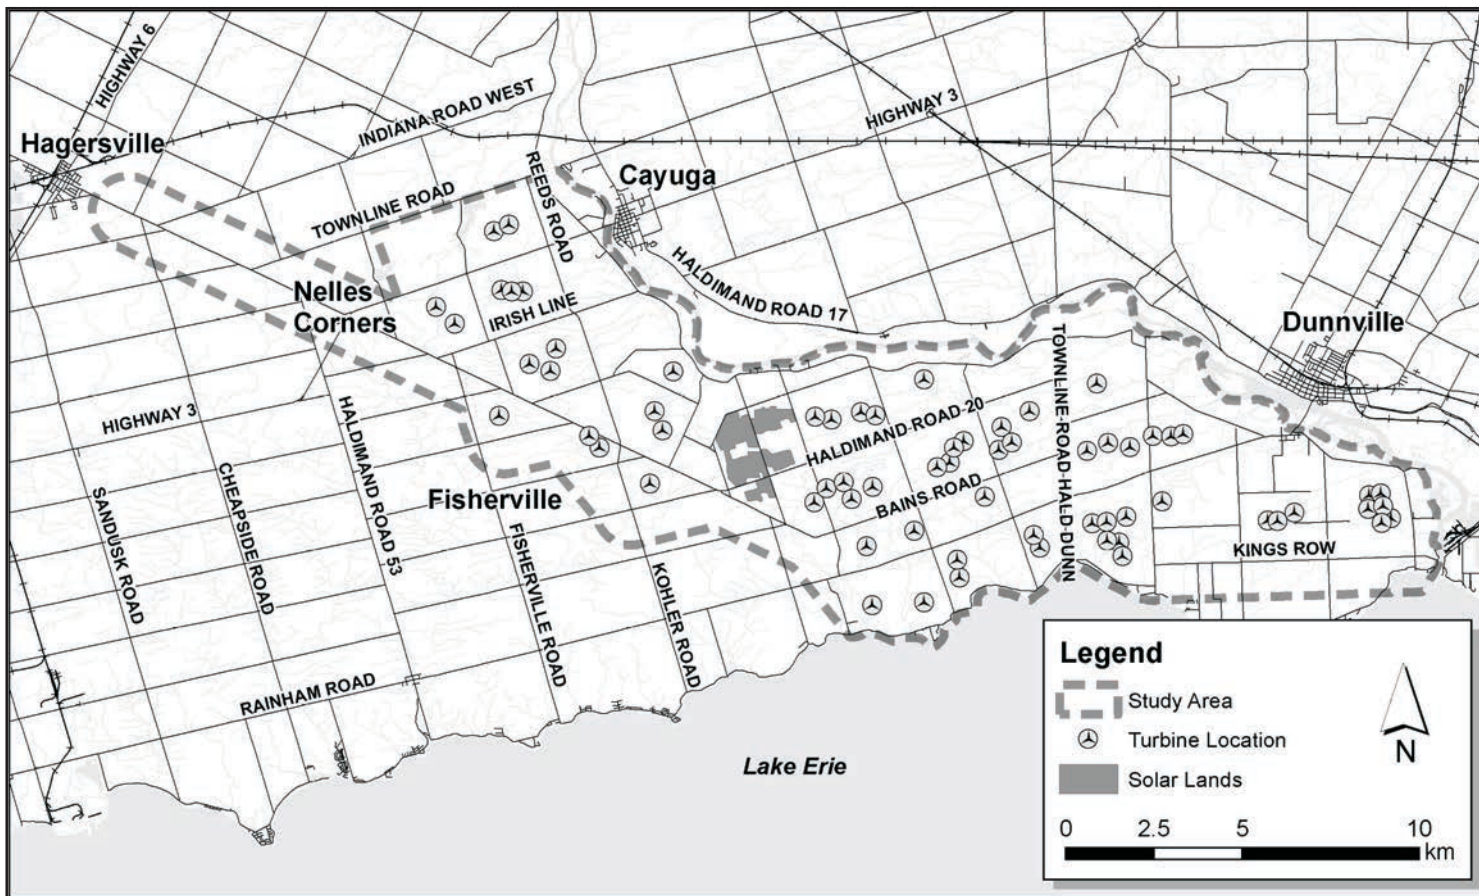 HIGHWAY 6
INDIANA ROAD WEST
HIGHWAY 3
Hagersville
REEDS ROAD
Cayuga
TOWNLINE ROAD
HALDIMAND ROAD 17
Nelles
Corners
IRISH LINE
Dunnville
TOWNLINE-ROAD-HALD-DUNN
HIGHWAY 3
HALDIMAND ROAD 53
HALDIMAND-ROAD-20
CHEAPSIDE ROAD
SANDUSK ROAD
Fisherville
BAINS ROAD
FISHERVILLE ROAD
KOHLER ROAD
KINGS ROW
RAINHAM ROAD
Lake Erie
Legend
Study Area
Turbine Location
Solar Lands
N
0 2.5 5 10
km